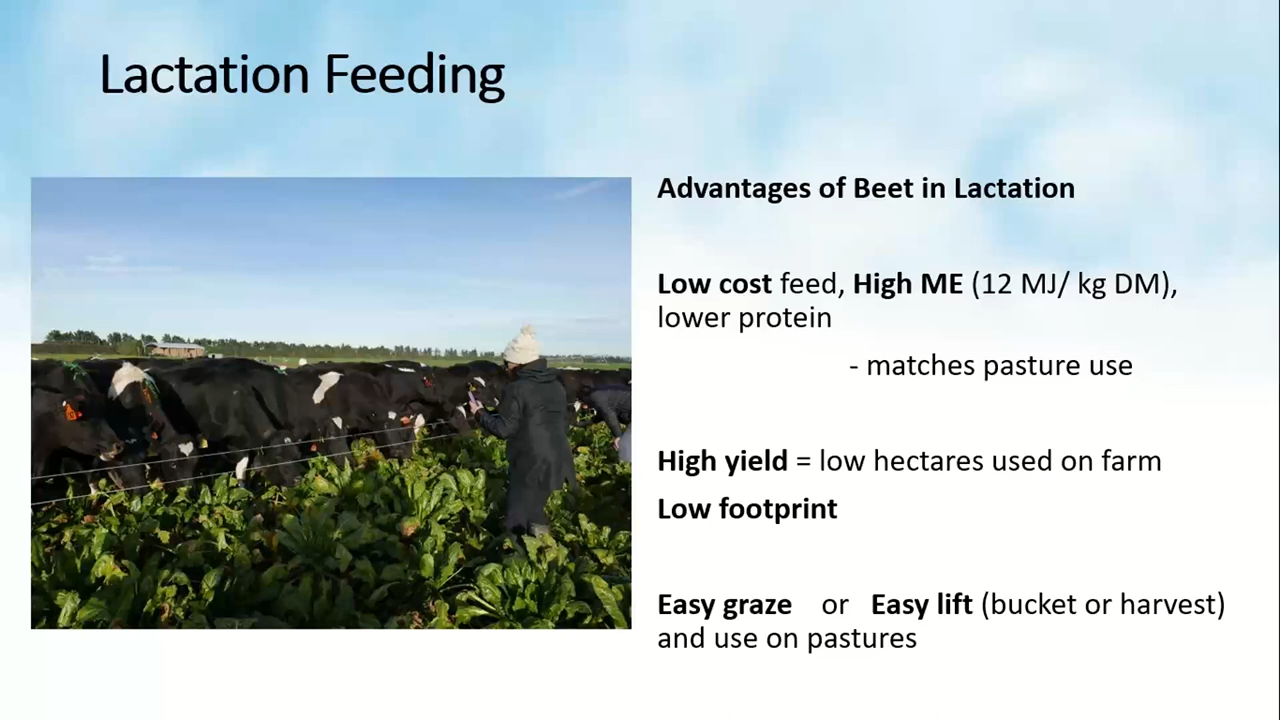 Lactation Feeding
Advantages of Beet in Lactation
Low cost feed, High ME (12 MJ/ kg DM),
lower protein
- matches pasture use
High yield = low hectares used on farm
Low footprint
Easy graze or Easy lift (bucket or harvest)
and use on pastures